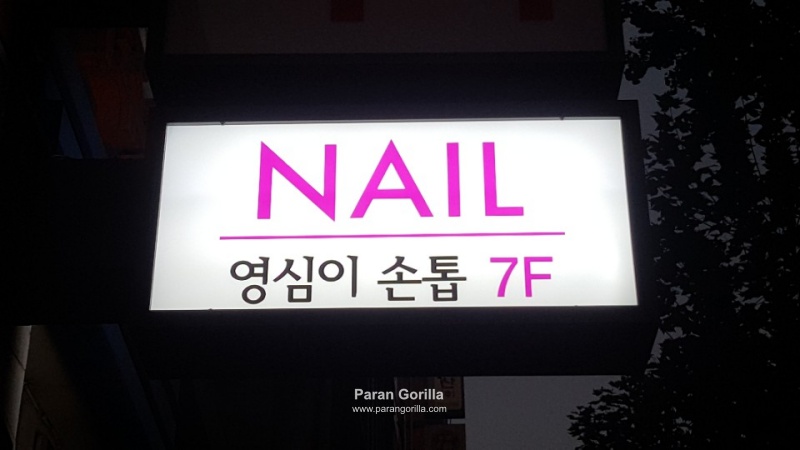 NAIL
영심이 손톱 7F
Paran Gorilla
www.parangorilla.com